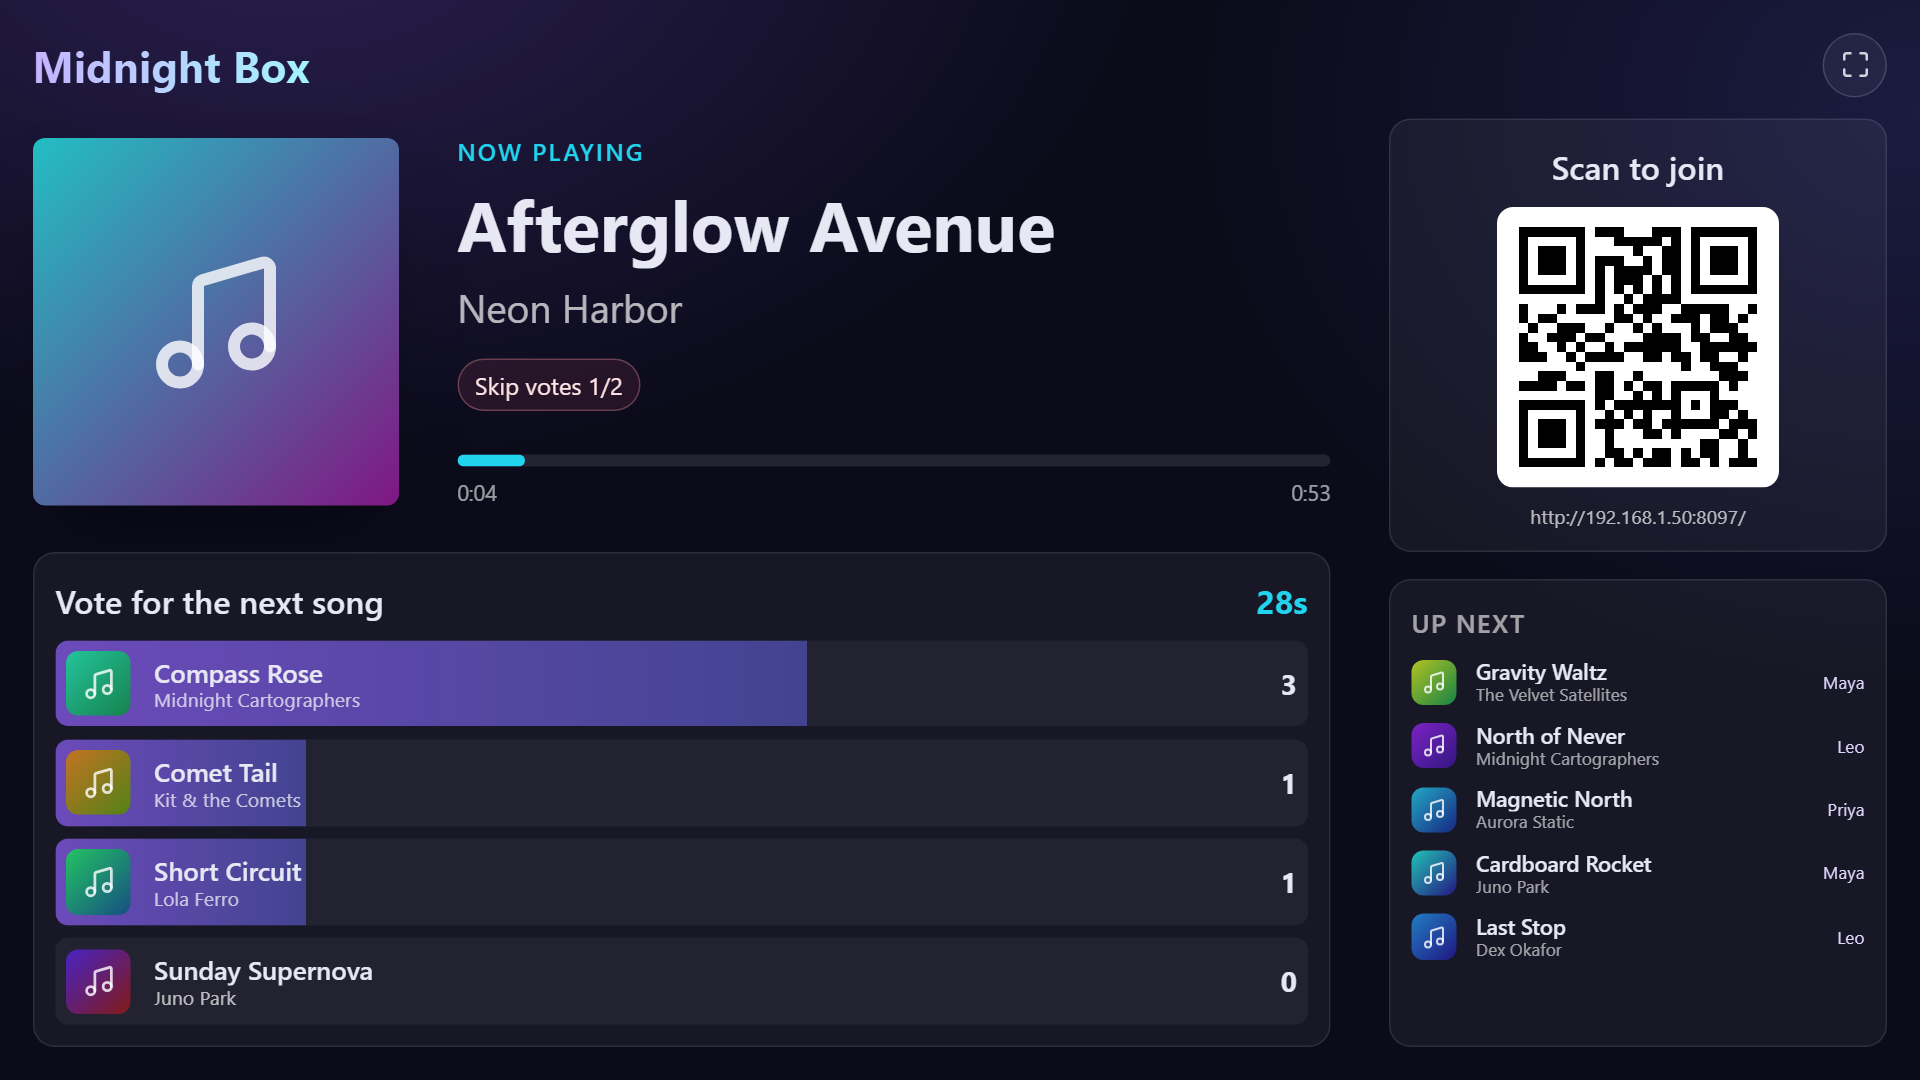 Midnight Box
NOW PLAYING
Afterglow Avenue
Neon Harbor
Skip votes 1/2
0:04
0:53
Vote for the next song
28s
Compass Rose
Midnight Cartographers
3
Comet Tail
Kit & the Comets
1
Short Circuit
Lola Ferro
1
Sunday Supernova
Juno Park
0
Scan to join
http://192.168.1.50:8097/
UP NEXT
Gravity Waltz
The Velvet Satellites
Maya
North of Never
Midnight Cartographers
Leo
Magnetic North
Aurora Static
Priya
Cardboard Rocket
Juno Park
Maya
Last Stop
Dex Okafor
Leo